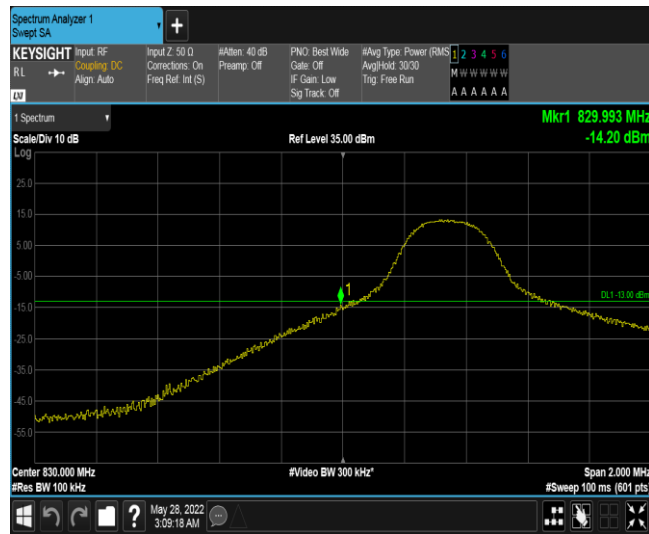 Spectrum Analyzer 1
Swept SA
+
KEYSIGHT
RL
LXI
Input: RF
Coupling: DC
Align: Auto
Input Z: 50 Ω
Corrections: On
Freq Ref: Int (S)
#Atten: 40 dB
Preamp: Off
PNO: Best Wide
Gate: Off
IF Gain: Low
Sig Track: Off
#Avg Type: Power (RMS
Avg|Hold: 30/30
Trig: Free Run
1 2 3 4 5 6
M W W W W W
A A A A A A
1 Spectrum
Mkr1 829.993 MHz
-14.20 dBm
Scale/Div 10 dB
Ref Level 35.00 dBm
Log
25.0
15.0
5.00
-5.00
-15.0
-25.0
-35.0
-45.0
-55.0
1
DL1 -13.00 dBm
Center 830.000 MHz
#Video BW 300 kHz*
Span 2.000 MHz
#Res BW 100 kHz
#Sweep 100 ms (601 pts
?
May 28, 2022
3:09:18 AM